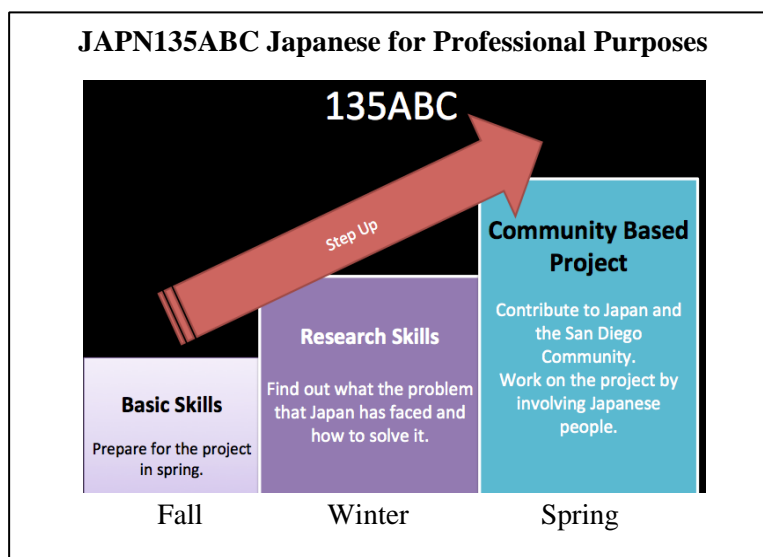 JAPN135ABC Japanese for Professional Purposes
135ABC
Step Up
Basic Skills
Prepare for the project
in spring.
Research Skills
Find out what the problem
that Japan has faced and
how to solve it.
Community Based
Project
Contribute to Japan and
the San Diego
Community.
Work on the project by
involving Japanese
people.
Fall
Winter
Spring